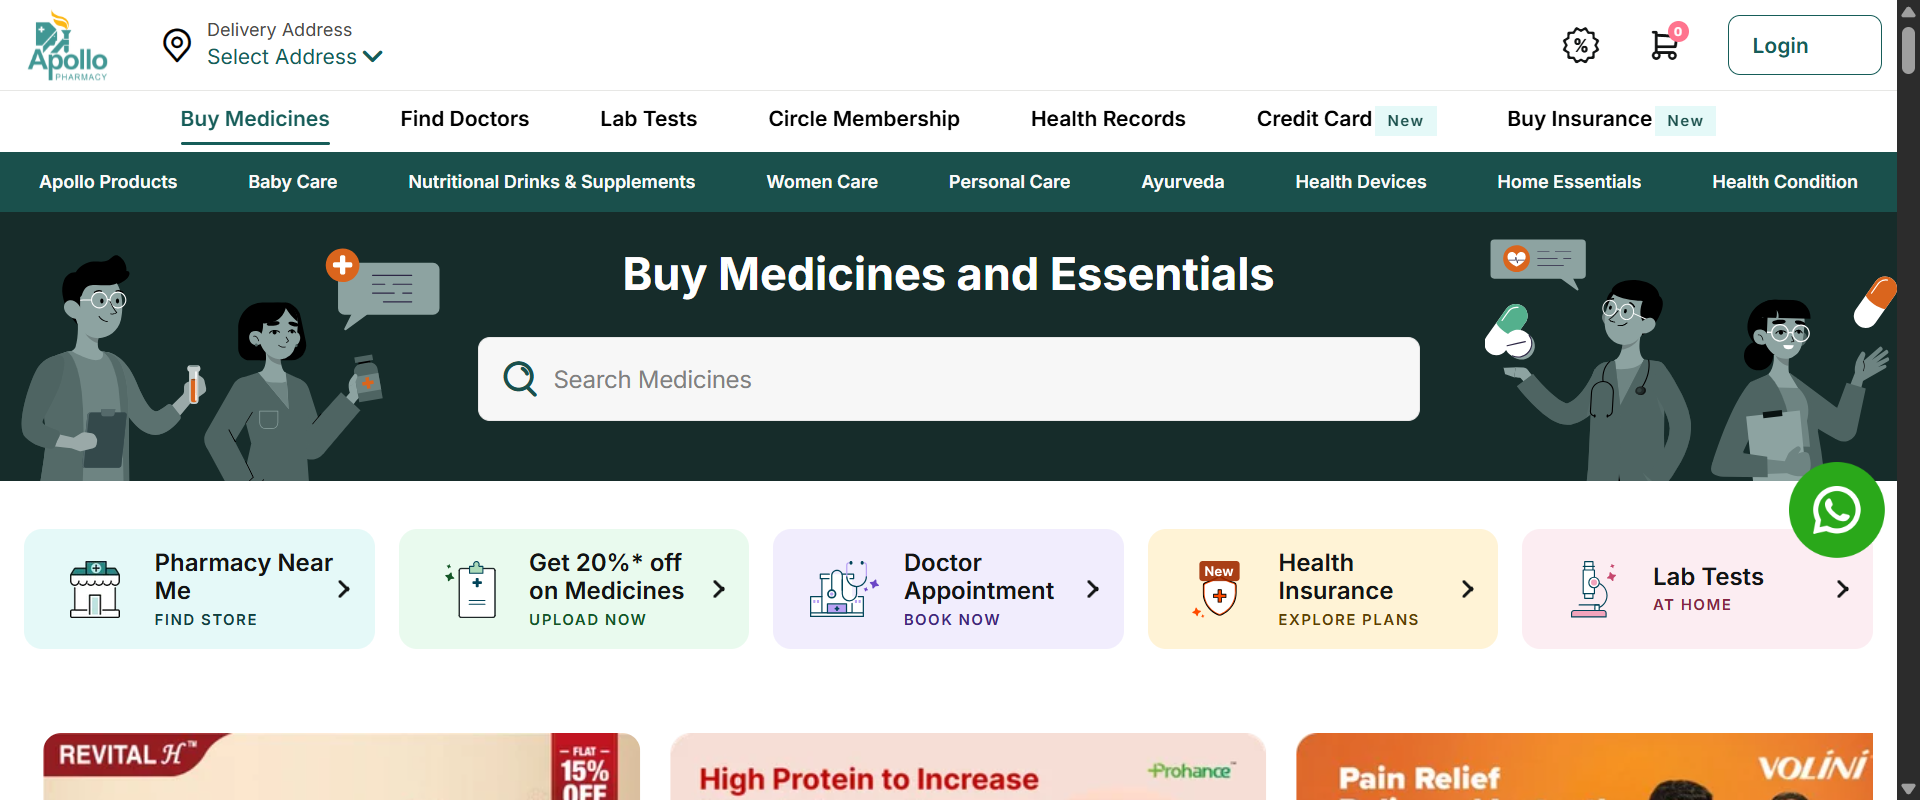 Apollo
PHARMACY
Delivery Address
Select Address
%
0
Login
Buy Medicines
Find Doctors
Lab Tests
Circle Membership
Health Records
Credit Card New
Buy Insurance New
Apollo Products
Baby Care
Nutritional Drinks & Supplements
Women Care
Personal Care
Ayurveda
Health Devices
Home Essentials
Health Condition
Buy Medicines and Essentials
Search Medicines
Pharmacy Near
Me
FIND STORE
Get 20%* off
on Medicines
UPLOAD NOW
Doctor
Appointment
BOOK NOW
New
Health
Insurance
EXPLORE PLANS
Lab Tests
AT HOME
REVITAL H™
FLAT
15%
OFF
High Protein to Increase
Prohance™
Pain Relief
VOLINI